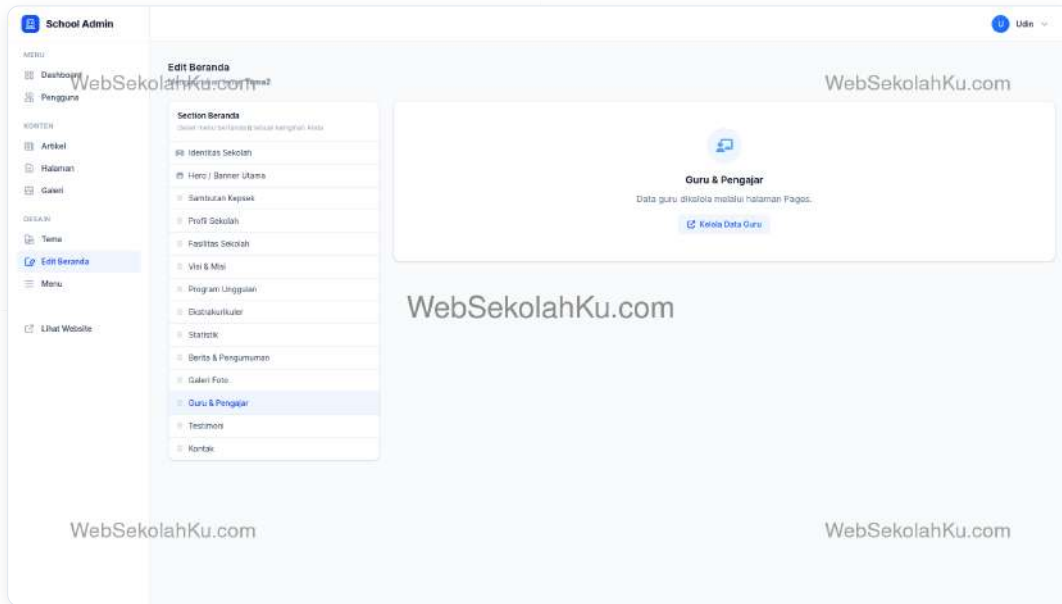 School Admin
Udin
MENU
Dashboard
Pengguna
KONTEN
Artikel
Halaman
Galeri
DESAIN
Tema
Edit Beranda
Menu
Lihat Website
Edit Beranda
Tema2
Section Beranda
Identitas Sekolah
Hero / Banner Utama
Sambutan Kepsek
Profil Sekolah
Fasilitas Sekolah
Visi & Misi
Program Unggulan
Ekstrakurikuler
Statistik
Berita & Pengumuman
Galeri Foto
Guru & Pengajar
Testimoni
Kontak
Guru & Pengajar
Data guru dikelola melalui halaman Pages.
Kelola Data Guru
WebSekolahKu.com
WebSekolahKu.com
WebSekolahKu.com
WebSekolahKu.com
WebSekolahKu.com